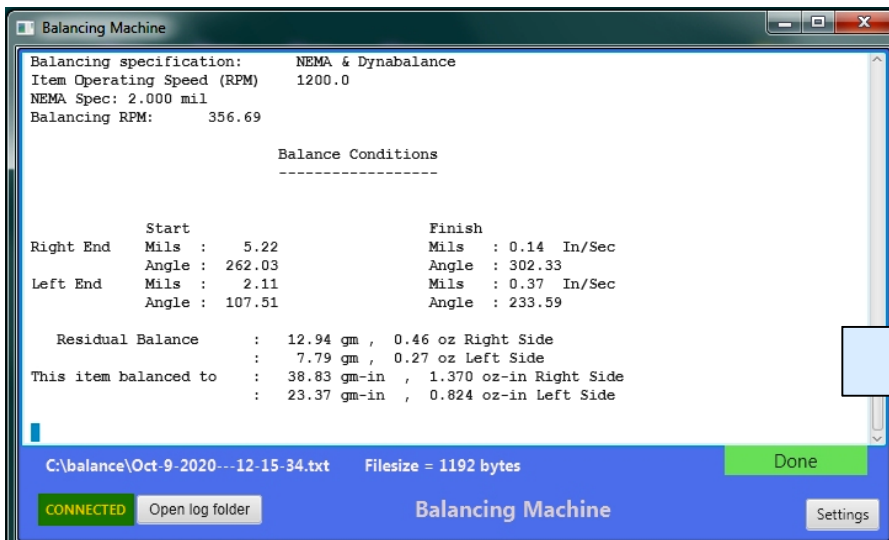 Balancing Machine
Balancing specification: NEMA & Dynabalance
Item Operating Speed (RPM) 1200.0
NEMA Spec: 2.000 mil
Balancing RPM: 356.69
Balance Conditions
------------------
Start Finish
Right End Mils : 5.22 Mils : 0.14 In/Sec
Angle : 262.03 Angle : 302.33
Left End Mils : 2.11 Mils : 0.37 In/Sec
Angle : 107.51 Angle : 233.59
Residual Balance : 12.94 gm , 0.46 oz Right Side
: 7.79 gm , 0.27 oz Left Side
This item balanced to : 38.83 gm-in , 1.370 oz-in Right Side
: 23.37 gm-in , 0.824 oz-in Left Side
C:\balance\Oct-9-2020---12-15-34.txt Filesize = 1192 bytes Done
CONNECTED Open log folder Balancing Machine Settings